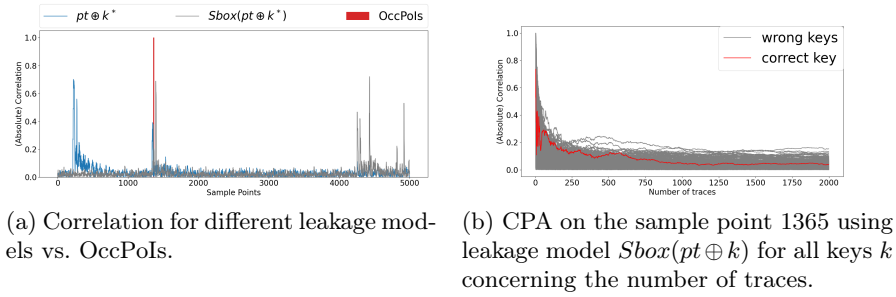 pt ⊕ k* Sbox(pt ⊕ k*) OccPoIs
(Absolute) Correlation
1.0
0.8
0.6
0.4
0.2
0.0
0 1000 2000 3000 4000 5000
Sample Points
(a) Correlation for different leakage mod-
els vs. OccPoIs.
wrong keys
correct key
(Absolute) Correlation
1.0
0.8
0.6
0.4
0.2
0.0
0 250 500 750 1000 1250 1500 1750 2000
Number of traces
(b) CPA on the sample point 1365 using
leakage model Sbox(pt ⊕ k) for all keys k
concerning the number of traces.